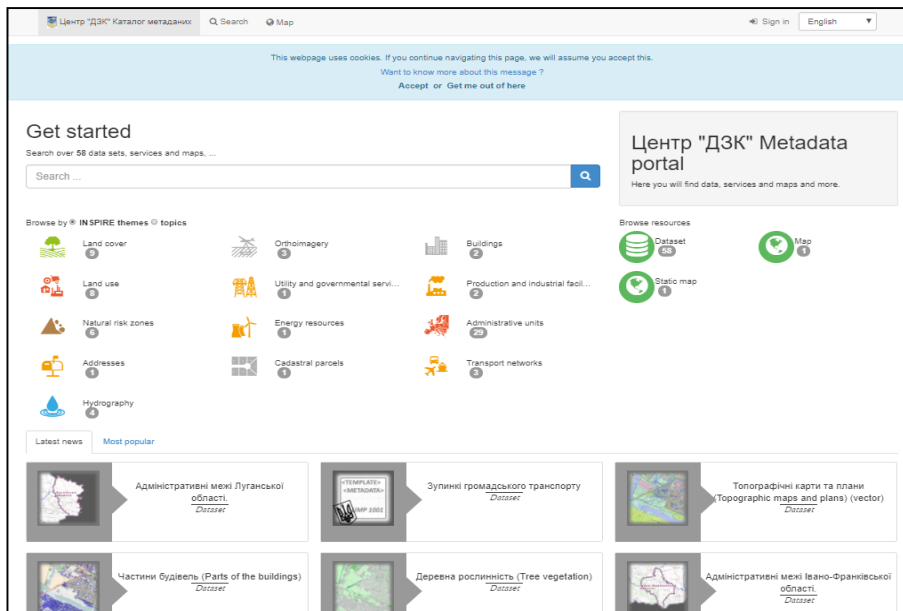 Центр "ДЗК" Каталог метаданих Search Map Sign in English
This webpage uses cookies. If you continue navigating this page, we will assume you accept this.
Want to know more about this message ?
Accept or Get me out of here
Get started
Search over 58 data sets, services and maps, ...
Search ...
Центр "ДЗК" Metadata
portal
Here you will find data, services and maps and more.
Browse by INSPIRE themes topics
Land cover
9
Orthoimagery
3
Buildings
2
Land use
8
Utility and governmental servi...
1
Production and industrial facil...
2
Natural risk zones
6
Energy resources
1
Administrative units
29
Addresses
1
Cadastral parcels
1
Transport networks
3
Hydrography
4
Browse resources
Dataset
58
Map
1
Static map
1
Latest news Most popular
Адміністративні межі Луганської
області.
Dataset
<TEMPLATE>
<METADATA>
Зупинкі громадського транспорту
Dataset
Топографічні карти та плани
(Topographic maps and plans) (vector)
Dataset
Частини будівель (Parts of the buildings)
Dataset
Деревна рослинність (Tree vegetation)
Dataset
Адміністративні межі Івано-Франківської
області.
Dataset